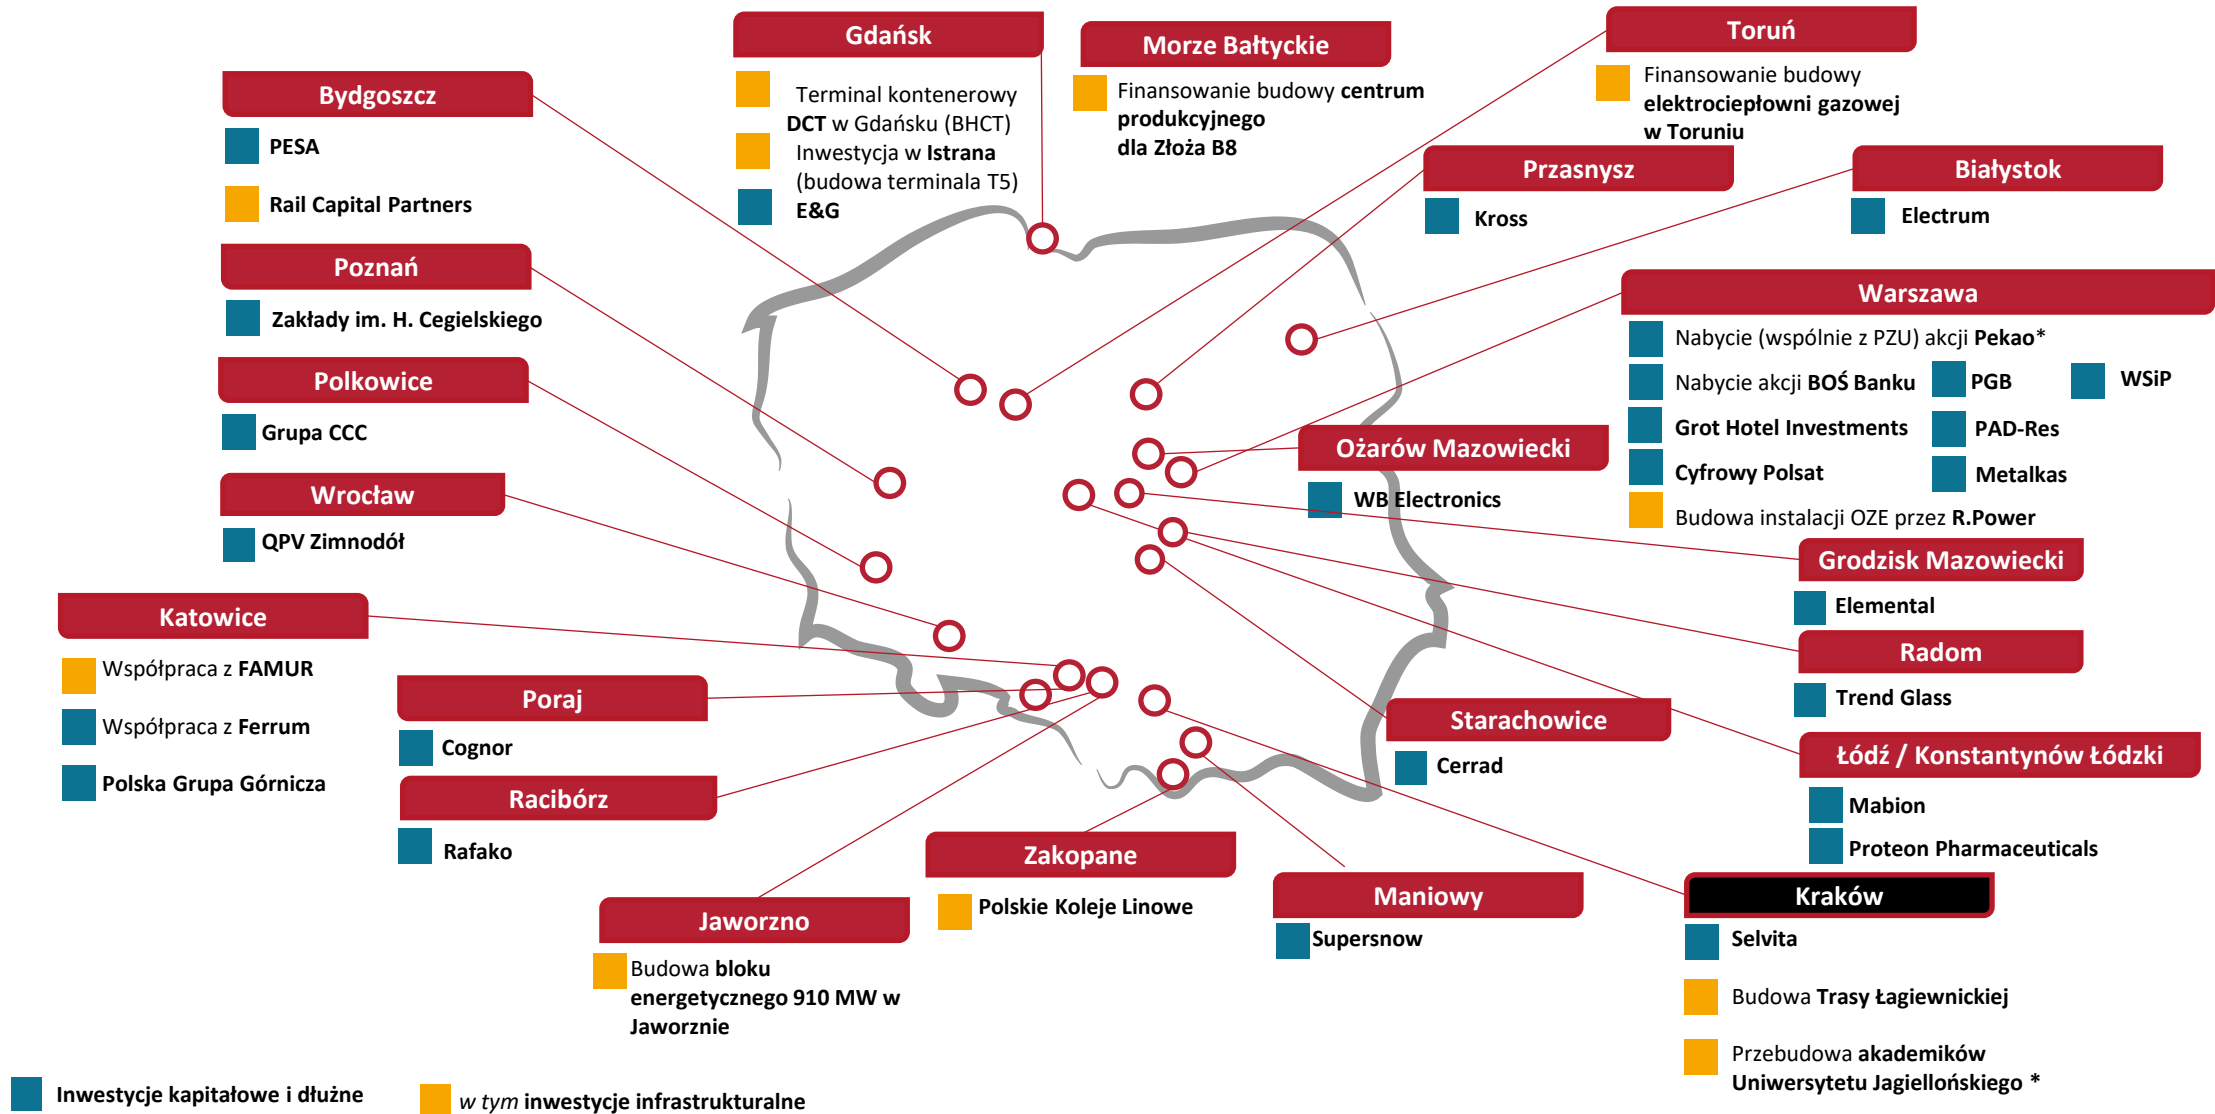 Gdańsk
Terminal kontenerowy
DCT w Gdańsku (BHCT)
Inwestycja w Istrana
(budowa terminala T5)
E&G
Morze Bałtyckie
Finansowanie budowy centrum
produkcyjnego
dla Złoża B8
Toruń
Finansowanie budowy
elektrociepłowni gazowej
w Toruniu
Bydgoszcz
PESA
Rail Capital Partners
Przasnysz
Kross
Białystok
Electrum
Poznań
Zakłady im. H. Cegielskiego
Warszawa
Nabycie (wspólnie z PZU) akcji Pekao*
Nabycie akcji BOŚ Banku
PGB
WSiP
Grot Hotel Investments
PAD-Res
Cyfrowy Polsat
Metalkas
Budowa instalacji OZE przez R.Power
Polkowice
Grupa CCC
Ożarów Mazowiecki
WB Electronics
Wrocław
QPV Zimnodół
Grodzisk Mazowiecki
Elemental
Katowice
Współpraca z FAMUR
Współpraca z Ferrum
Polska Grupa Górnicza
Radom
Trend Glass
Poraj
Cognor
Starachowice
Cerrad
Łódź / Konstantynów Łódzki
Mabion
Proteon Pharmaceuticals
Racibórz
Rafako
Zakopane
Polskie Koleje Linowe
Maniowy
Supersnow
Kraków
Selvita
Budowa Trasy Łagiewnickiej
Przebudowa akademików
Uniwersytetu Jagiellońskiego *
Jaworzno
Budowa bloku
energetycznego 910 MW w
Jaworznie
Inwestycje kapitałowe i dłużne
w tym inwestycje infrastrukturalne